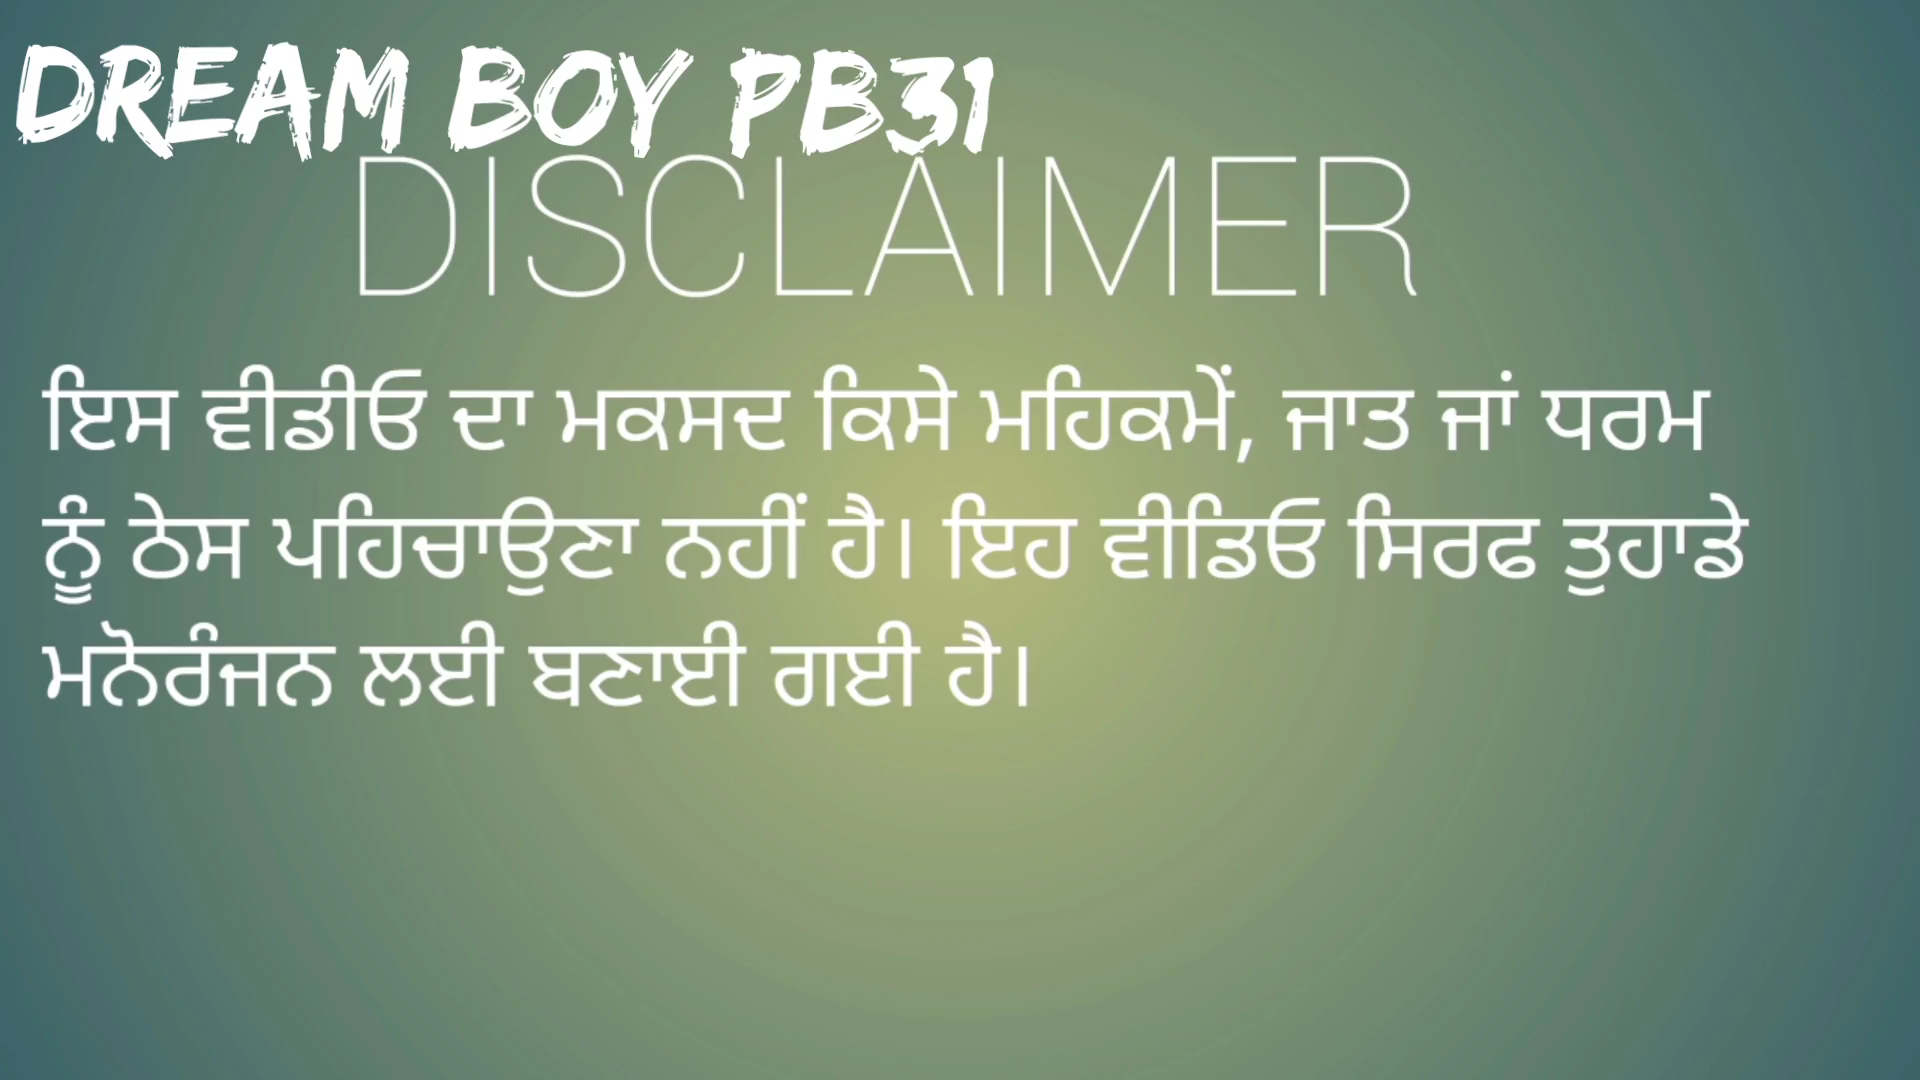 DREAM BOY PB31
DISCLAIMER
ਇਸ ਵੀਡੀਓ ਦਾ ਮਕਸਦ ਕਿਸੇ ਮਹਿਕਮੇਂ, ਜਾਤ ਜਾਂ ਧਰਮ
ਨੂੰ ਠੇਸ ਪਹਿਚਾਉਣਾ ਨਹੀਂ ਹੈ। ਇਹ ਵੀਡਿਓ ਸਿਰਫ ਤੁਹਾਡੇ
ਮਨੋਰੰਜਨ ਲਈ ਬਣਾਈ ਗਈ ਹੈ।